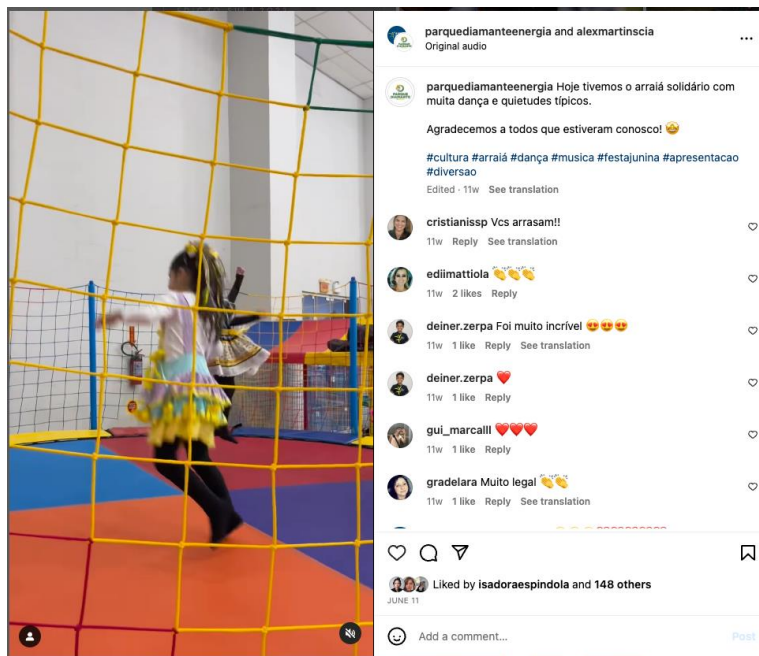 parquediamanteenergia and alexmartinscia
Original audio
parquediamanteenergia Hoje tivemos o arraiá solidário com
muita dança e quietudes típicos.
Agradecemos a todos que estiveram conosco! 🤩
#cultura #arraiá #dança #musica #festajunina #apresentacao
#diversao
Edited · 11w See translation
cristianissp Vcs arrasam!!
11w Reply See translation
ediimattiola 👏👏👏
11w 2 likes Reply
deiner.zerpa Foi muito incrível 😍😍😍
11w 1 like Reply See translation
deiner.zerpa ❤️
11w 1 like Reply
gui_marcalll ❤️❤️❤️
11w 1 like Reply
gradelara Muito legal 👏👏
11w 1 like Reply See translation
Liked by isadoraespindola and 148 others
JUNE 11
Add a comment...
Post